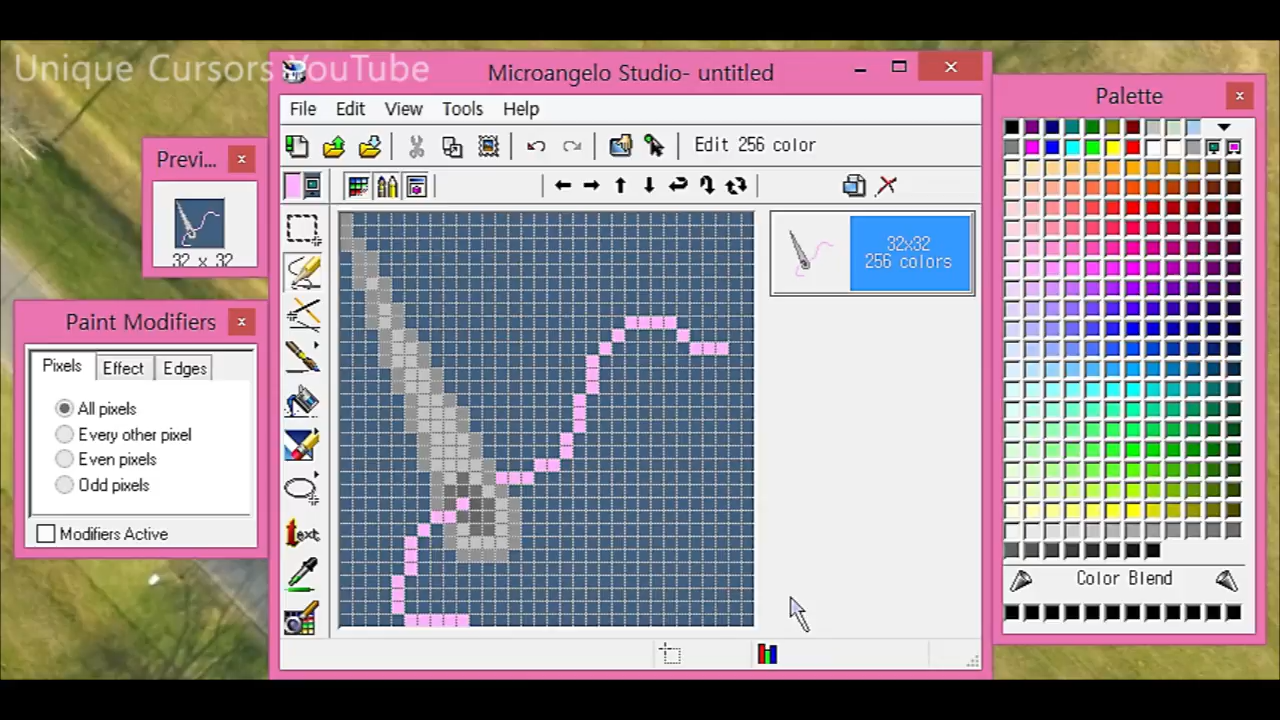 Unique Cursors YouTube
Microangelo Studio- untitled
File Edit View Tools Help
Edit 256 color
Previ...
32 x 32
32x32
256 colors
Paint Modifiers
Pixels Effect Edges
All pixels
Every other pixel
Even pixels
Odd pixels
Modifiers Active
text
Palette
Color Blend